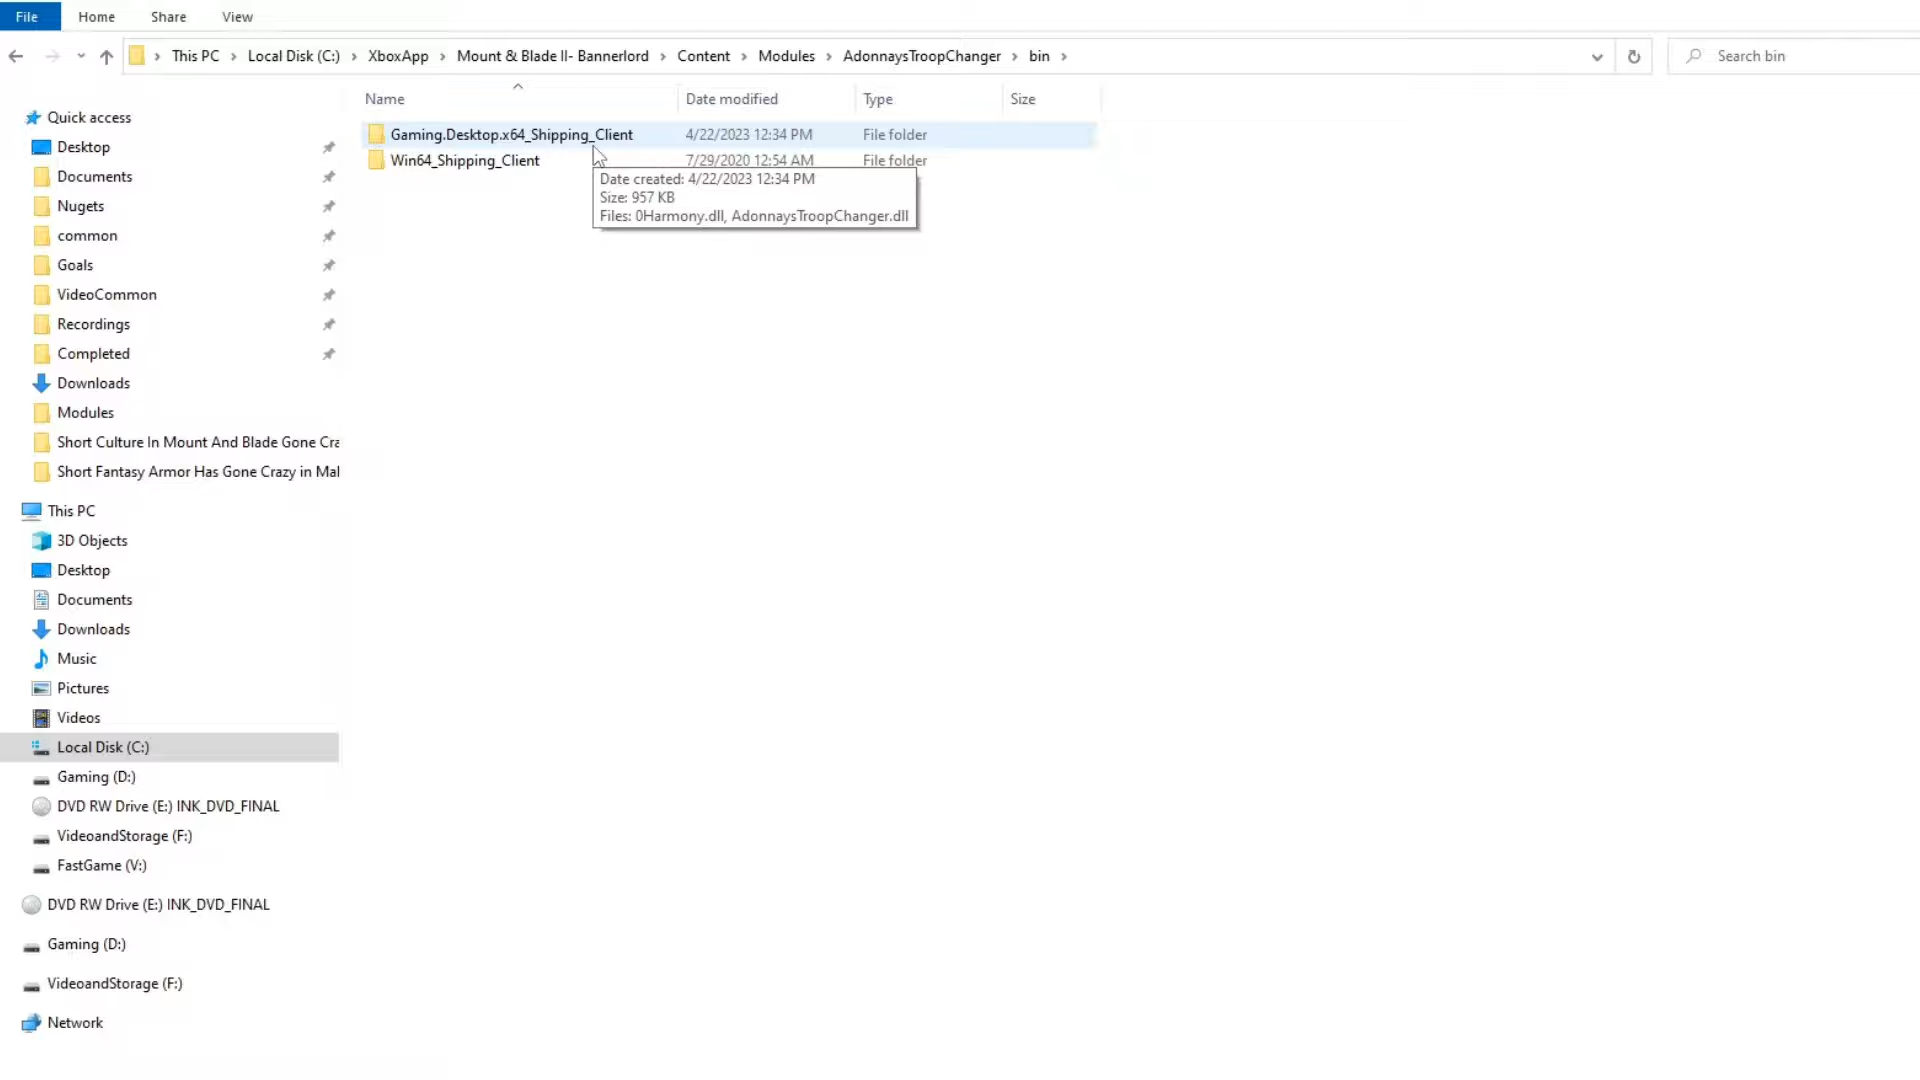 File Home Share View
This PC Local Disk (C:) XboxApp Mount & Blade II- Bannerlord Content Modules AdonnaysTroopChanger bin Search bin
Name Date modified Type Size
Gaming.Desktop.x64_Shipping_Client 4/22/2023 12:34 PM File folder
Win64_Shipping_Client 7/29/2020 12:54 AM File folder
Date created: 4/22/2023 12:34 PM
Size: 957 KB
Files: 0Harmony.dll, AdonnaysTroopChanger.dll
Quick access
Desktop
Documents
Nugets
common
Goals
VideoCommon
Recordings
Completed
Downloads
Modules
Short Culture In Mount And Blade Gone Cra
Short Fantasy Armor Has Gone Crazy in Mal
This PC
3D Objects
Desktop
Documents
Downloads
Music
Pictures
Videos
Local Disk (C:)
Gaming (D:)
DVD RW Drive (E:) INK_DVD_FINAL
VideoandStorage (F:)
FastGame (V:)
DVD RW Drive (E:) INK_DVD_FINAL
Gaming (D:)
VideoandStorage (F:)
Network